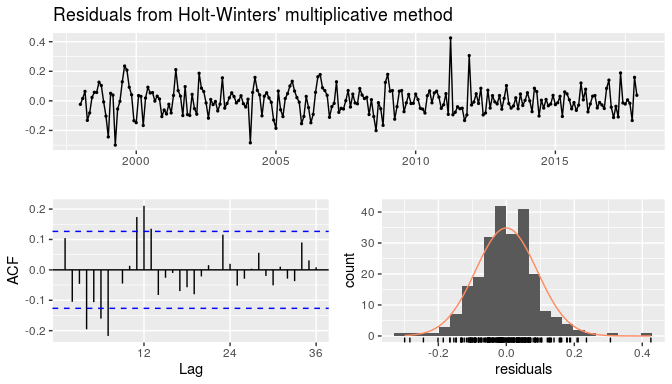 Residuals from Holt-Winters' multiplicative method
0.4
0.2
0.0
-0.2
2000 2005 2010 2015
0.2
0.1
0.0
-0.1
-0.2
ACF
12 24 36
Lag
40
30
20
10
0
count
-0.2 0.0 0.2 0.4
residuals